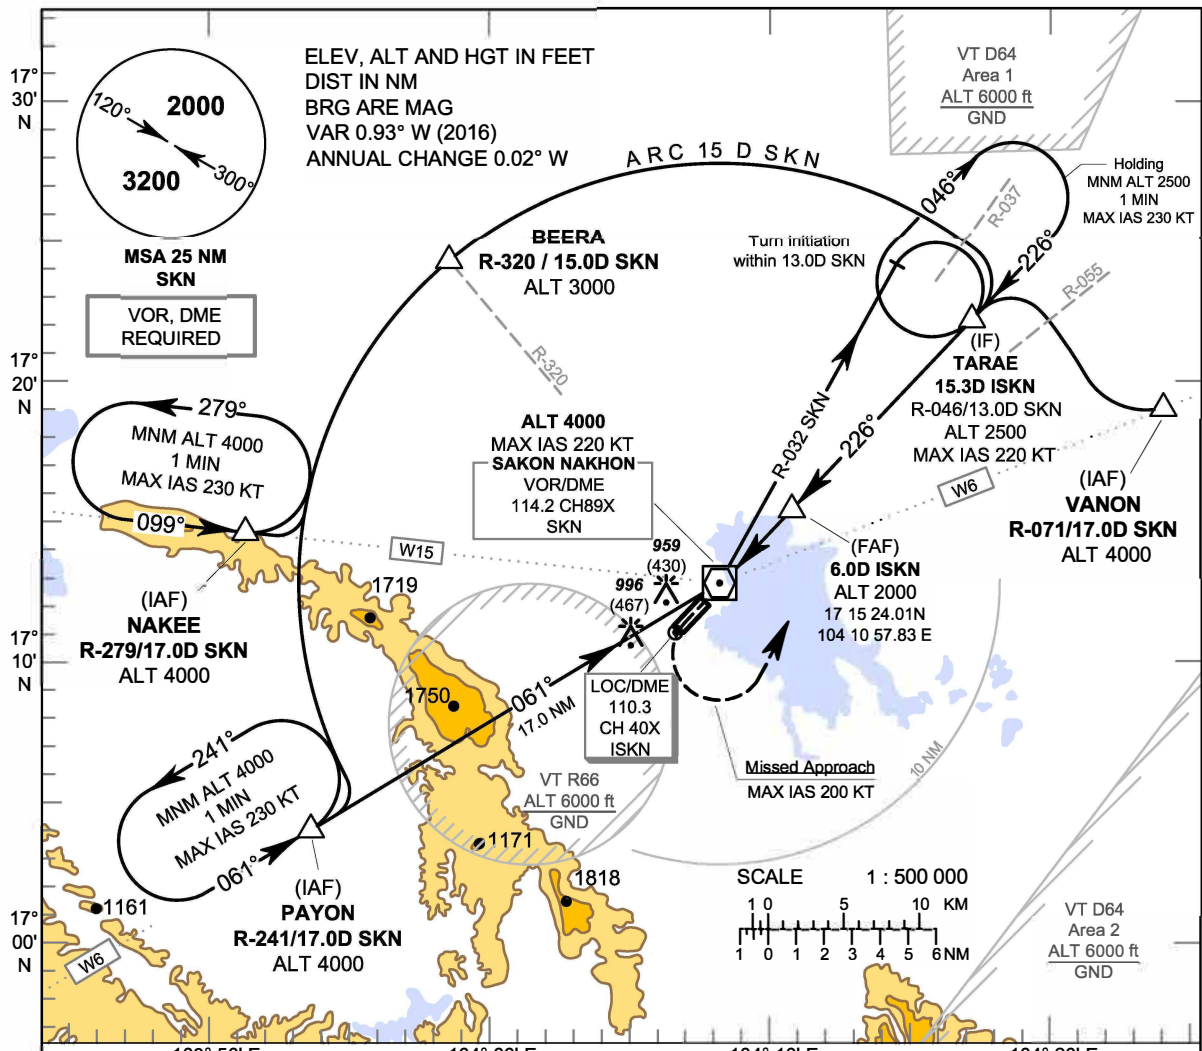 ELEV, ALT AND HGT IN FEET
DIST IN NM
BRG ARE MAG
VAR 0.93° W (2016)
ANNUAL CHANGE 0.02° W
17°
30'
N
120°
2000
3200
300°
MSA 25 NM
SKN
VOR, DME
REQUIRED
VT D64
Area 1
ALT 6000 ft
GND
ARC 15 D SKN
Holding
MNM ALT 2500
1 MIN
MAX IAS 230 KT
046°
R-037
226°
R-055
BEERA
R-320 / 15.0D SKN
ALT 3000
R-320
Turn Initiation
within 13.0D SKN
(IF)
TARAE
15.3D ISKN
R-046/13.0D SKN
ALT 2500
MAX IAS 220 KT
17°
20'
N
279°
MNM ALT 4000
1 MIN
MAX IAS 230 KT
099°
ALT 4000
MAX IAS 220 KT
SAKON NAKHON
VOR/DME
114.2 CH89X
SKN
R-032 SKN
226°
W6
(IAF)
VANON
R-071/17.0D SKN
ALT 4000
W15
(FAF)
6.0D ISKN
ALT 2000
17 15 24.01N
104 10 57.83 E
959
(430)
996
(467)
1719
(IAF)
NAKEE
R-279/17.0D SKN
ALT 4000
17°
10'
N
1750
061°
17.0 NM
LOC/DME
110.3
CH 40X
ISKN
Missed Approach
MAX IAS 200 KT
10 NM
241°
MNM ALT 4000
1 MIN
MAX IAS 230 KT
061°
VT R66
ALT 6000 ft
GND
1171
1818
1161
(IAF)
PAYON
R-241/17.0D SKN
ALT 4000
17°
00'
N
W6
SCALE 1 : 500 000
1 0 5 10 KM
1 0 1 2 3 4 5 6 NM
VT D64
Area 2
ALT 6000 ft
GND